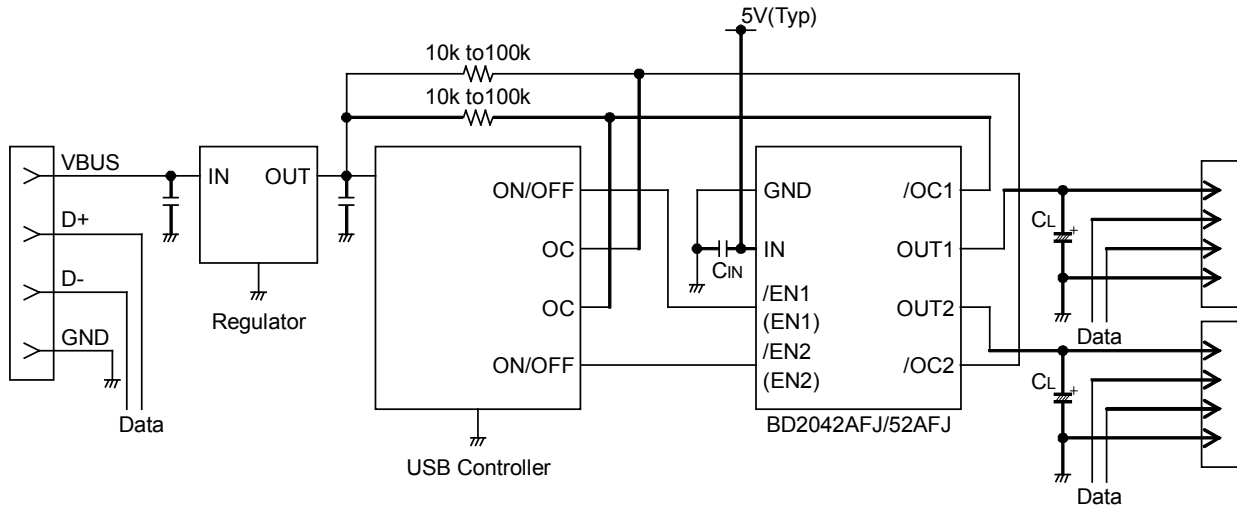 5V(Typ)
10k to100k
10k to100k
VBUS
D+
D-
GND
Data
IN
OUT
Regulator
ON/OFF
OC
OC
ON/OFF
USB Controller
CIN
GND
IN
/EN1
(EN1)
/EN2
(EN2)
/OC1
OUT1
OUT2
/OC2
BD2042AFJ/52AFJ
CL
+
Data
CL
+
Data